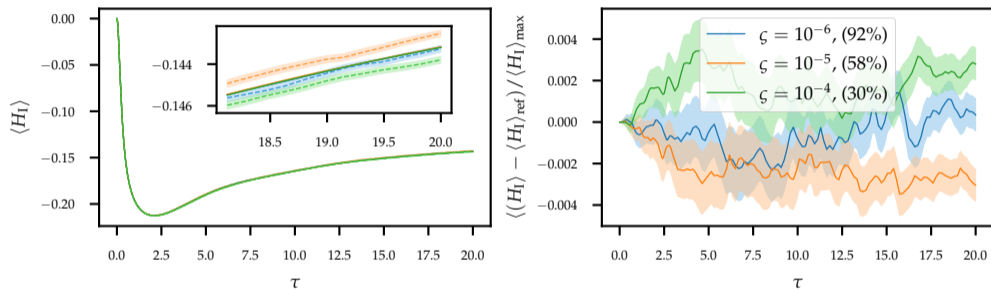 0.00
−0.05
−0.10
−0.15
−0.20
⟨H_I⟩
−0.144
−0.146
18.5 19.0 19.5 20.0
0.0 2.5 5.0 7.5 10.0 12.5 15.0 17.5 20.0
τ
⟨(H_I⟩ − ⟨H_I⟩_ref) / ⟨H_I⟩_max
0.004
0.002
0.000
−0.002
−0.004
ς = 10⁻⁶, (92%)
ς = 10⁻⁵, (58%)
ς = 10⁻⁴, (30%)
0.0 2.5 5.0 7.5 10.0 12.5 15.0 17.5 20.0
τ